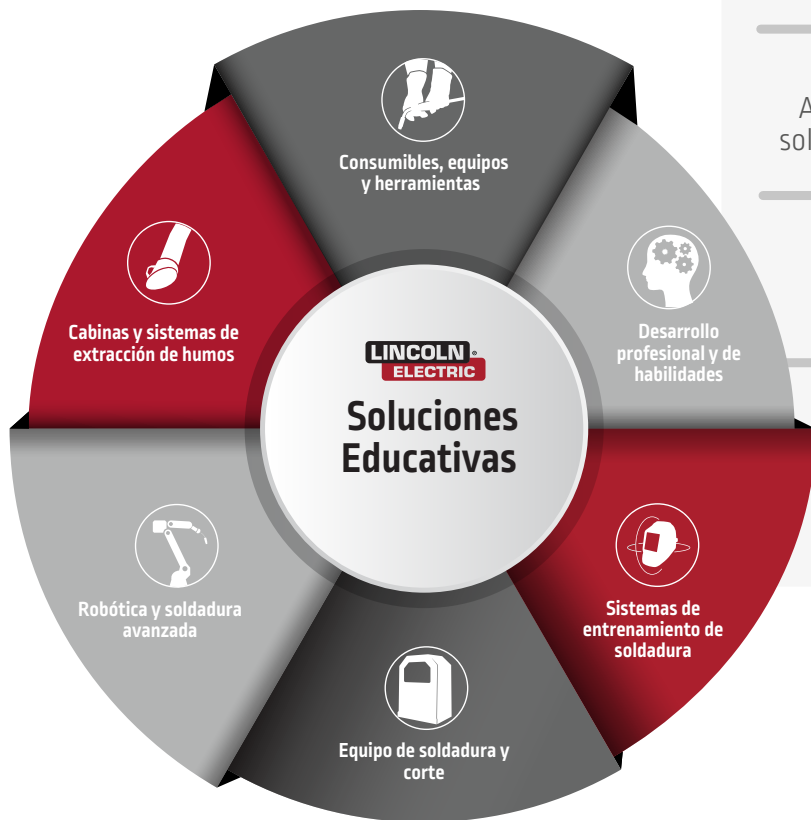 Consumibles, equipos
y herramientas
Desarrollo
profesional y de
habilidades
Sistemas de
entrenamiento de
soldadura
Equipo de soldadura y
corte
Robótica y soldadura
avanzada
Cabinas y sistemas de
extracción de humos
LINCOLN
ELECTRIC
Soluciones
Educativas